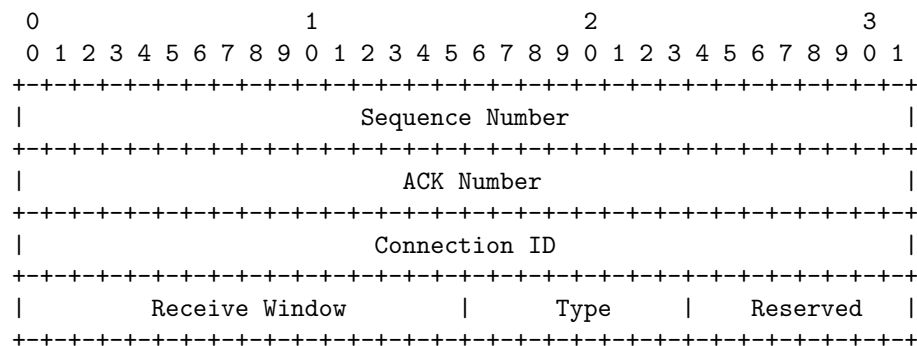 0                   1                   2                   3
 0 1 2 3 4 5 6 7 8 9 0 1 2 3 4 5 6 7 8 9 0 1 2 3 4 5 6 7 8 9 0 1
+-+-+-+-+-+-+-+-+-+-+-+-+-+-+-+-+-+-+-+-+-+-+-+-+-+-+-+-+-+-+-+-+
|                        Sequence Number                        |
+-+-+-+-+-+-+-+-+-+-+-+-+-+-+-+-+-+-+-+-+-+-+-+-+-+-+-+-+-+-+-+-+
|                           ACK Number                          |
+-+-+-+-+-+-+-+-+-+-+-+-+-+-+-+-+-+-+-+-+-+-+-+-+-+-+-+-+-+-+-+-+
|                         Connection ID                         |
+-+-+-+-+-+-+-+-+-+-+-+-+-+-+-+-+-+-+-+-+-+-+-+-+-+-+-+-+-+-+-+-+
|         Receive Window        |      Type     |    Reserved   |
+-+-+-+-+-+-+-+-+-+-+-+-+-+-+-+-+-+-+-+-+-+-+-+-+-+-+-+-+-+-+-+-+